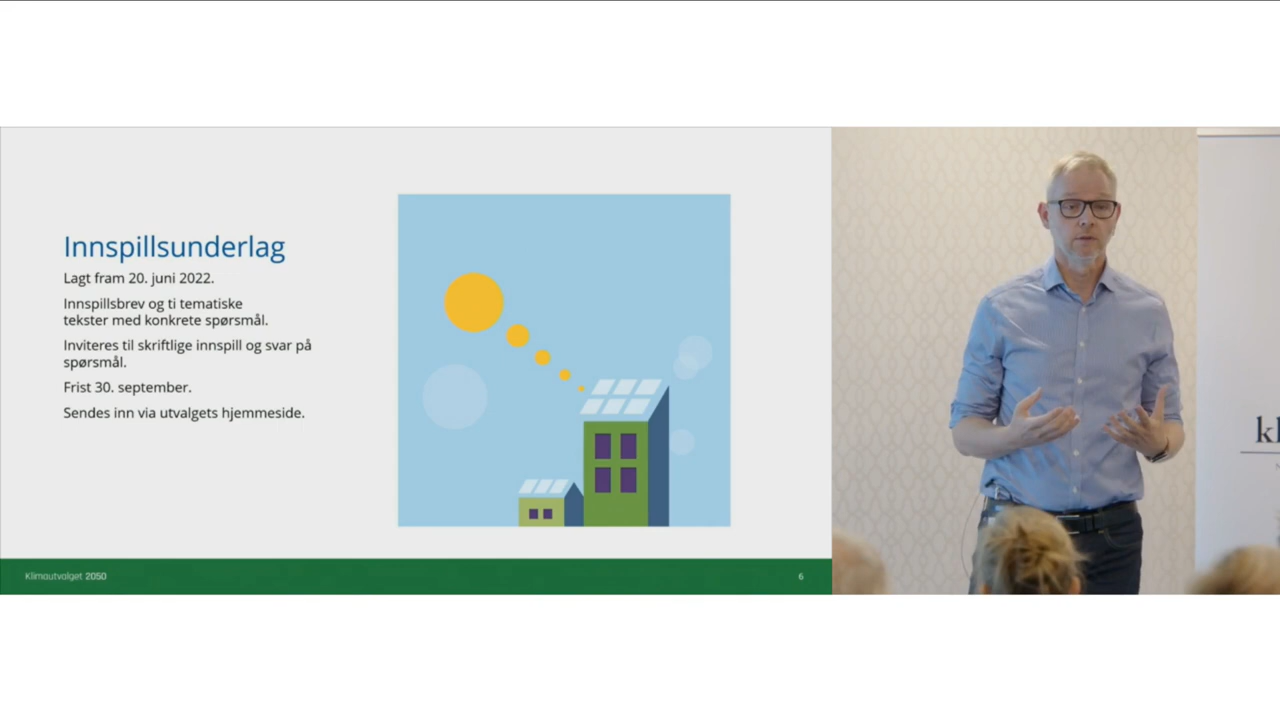 Innspillsunderlag
Lagt fram 20. juni 2022.
Innspillsbrev og ti tematiske
tekster med konkrete spørsmål.
Inviteres til skriftlige innspill og svar på
spørsmål.
Frist 30. september.
Sendes inn via utvalgets hjemmeside.
Klimautvalget 2050
6